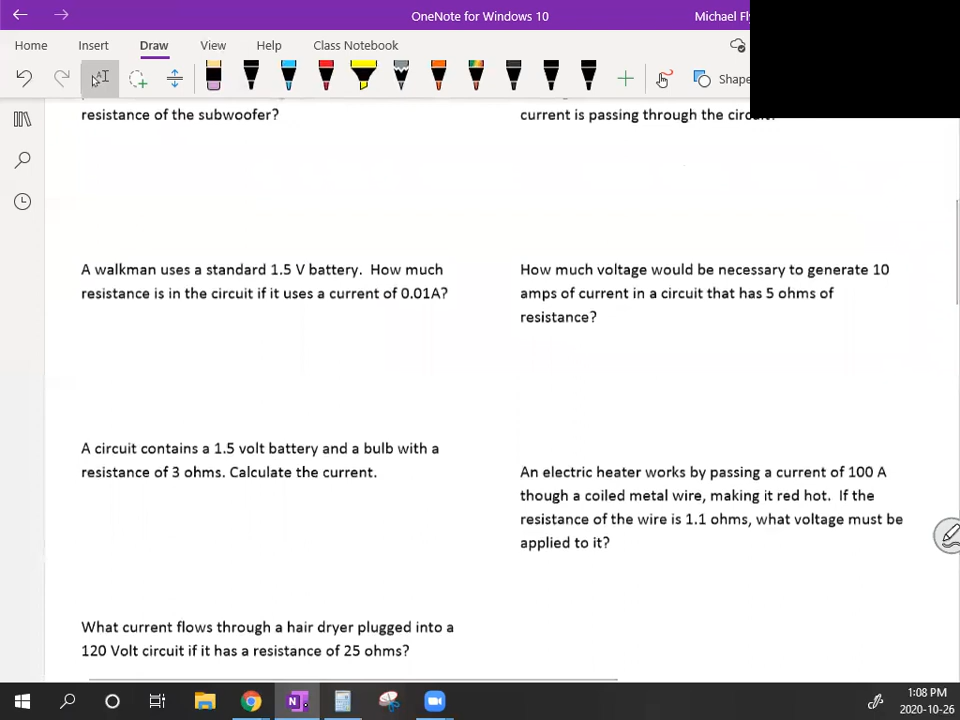 OneNote for Windows 10
Michael Fly
Home Insert Draw View Help Class Notebook
Shape
resistance of the subwoofer?
current is passing through the circuit?
A walkman uses a standard 1.5 V battery. How much
resistance is in the circuit if it uses a current of 0.01A?
How much voltage would be necessary to generate 10
amps of current in a circuit that has 5 ohms of
resistance?
A circuit contains a 1.5 volt battery and a bulb with a
resistance of 3 ohms. Calculate the current.
An electric heater works by passing a current of 100 A
though a coiled metal wire, making it red hot. If the
resistance of the wire is 1.1 ohms, what voltage must be
applied to it?
What current flows through a hair dryer plugged into a
120 Volt circuit if it has a resistance of 25 ohms?
1:08 PM
2020-10-26